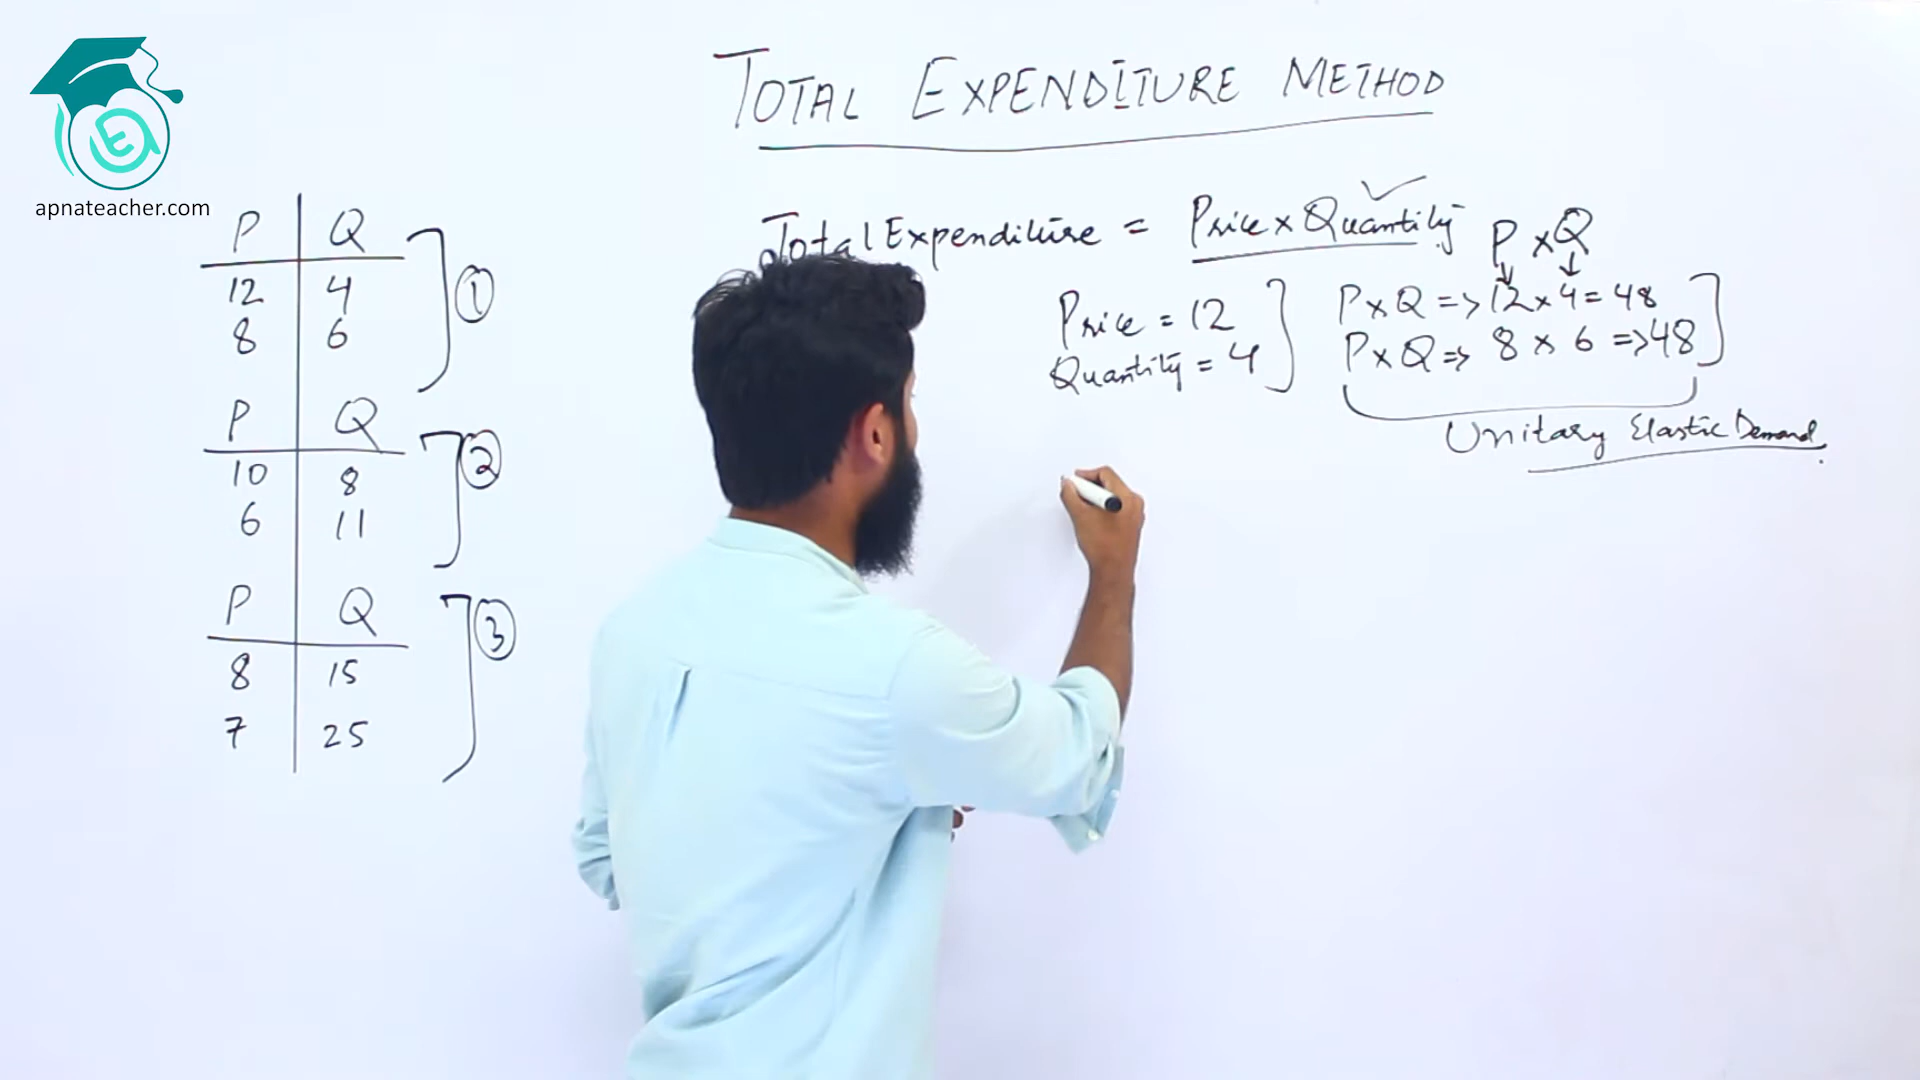 apnateacher.com
TOTAL EXPENDITURE METHOD
Total Expenditure = Price x Quantity P x Q
Price = 12
Quantity = 4
P x Q => 12 x 4 = 48
P x Q => 8 x 6 => 48
Unitary Elastic Demand
P Q
12 4
8 6
1
P Q
10 8
6 11
2
P Q
8 15
7 25
3